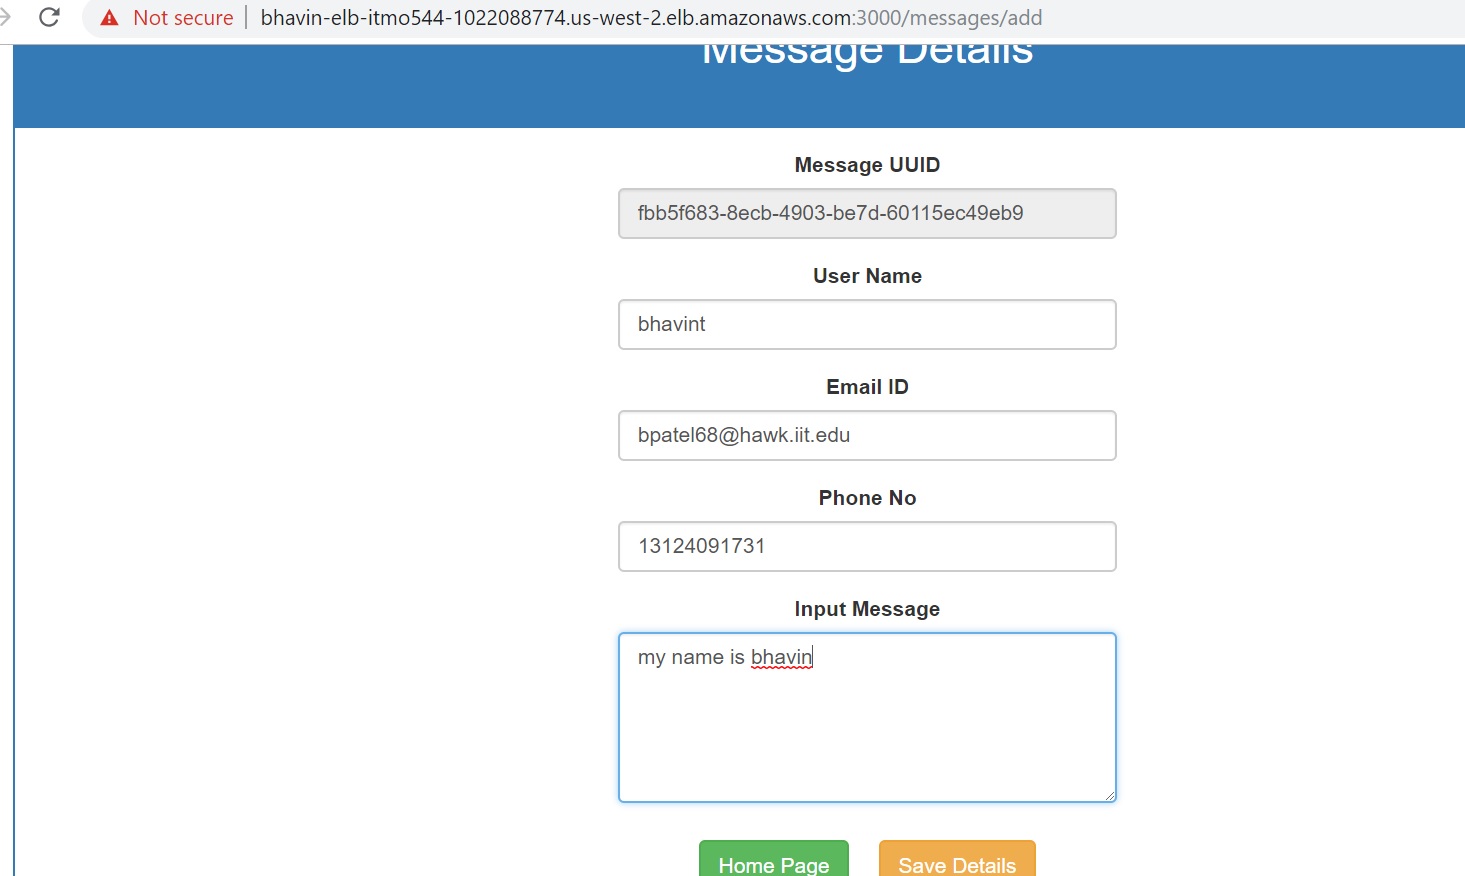 Not secure | bhavin-elb-itmo544-1022088774.us-west-2.elb.amazonaws.com:3000/messages/add
Message Details
Message UUID
fbb5f683-8ecb-4903-be7d-60115ec49eb9
User Name
bhavint
Email ID
bpatel68@hawk.iit.edu
Phone No
13124091731
Input Message
my name is bhavin
Home Page Save Details